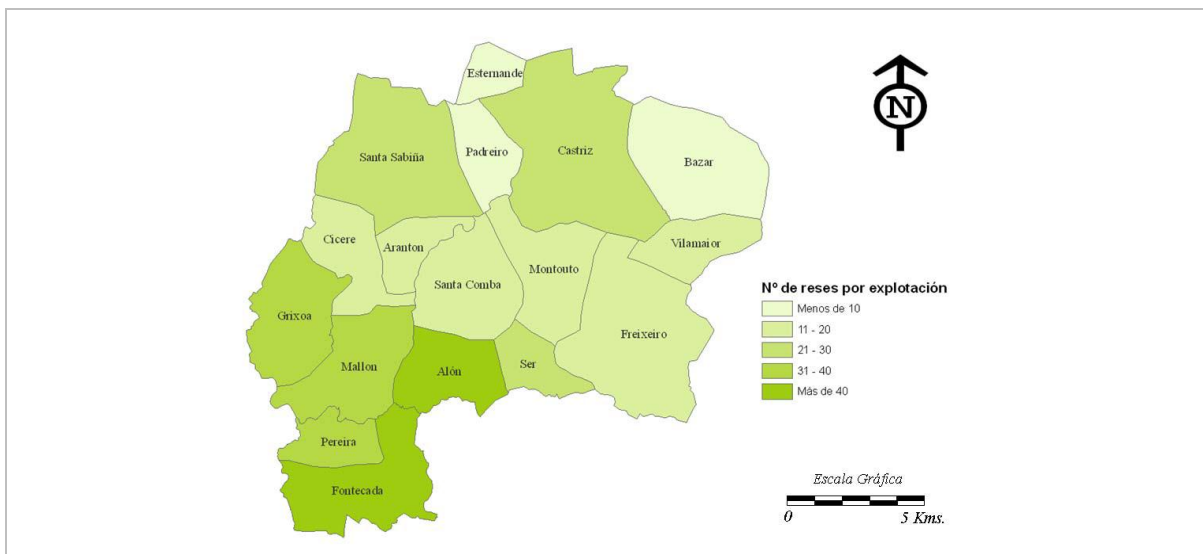 Esternande
N
Padreiro
Castriz
Santa Sabiña
Bazar
Cicere
Aranton
Vilamaior
Montouto
Santa Comba
Nº de reses por explotación
Menos de 10
11 - 20
21 - 30
31 - 40
Más de 40
Grixoa
Freixeiro
Mallon
Alón
Ser
Pereira
Fontecada
Escala Gráfica
0 5 Kms.